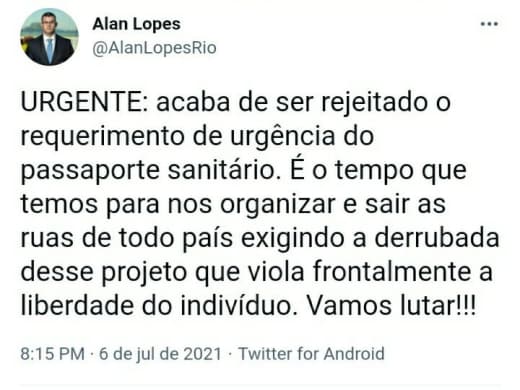 Alan Lopes
@AlanLopesRio
URGENTE: acaba de ser rejeitado o
requerimento de urgência do
passaporte sanitário. É o tempo que
temos para nos organizar e sair as
ruas de todo país exigindo a derrubada
desse projeto que viola frontalmente a
liberdade do indivíduo. Vamos lutar!!!
8:15 PM · 6 de jul de 2021 · Twitter for Android